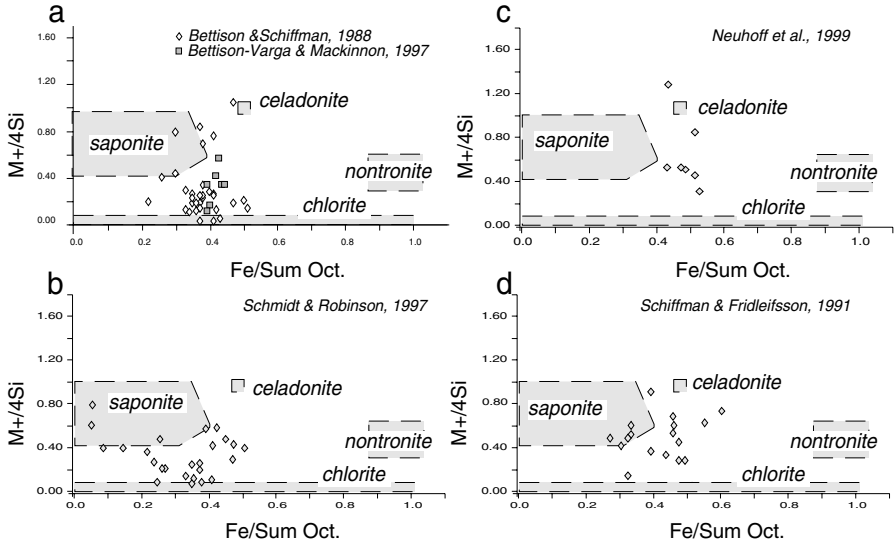 a
◇ Bettison &Schiffman, 1988
Bettison-Varga & Mackinnon, 1997
M+/4Si
1.60
1.20
0.80
0.40
0.00
saponite
celadonite
nontronite
chlorite
0.0 0.2 0.4 0.6 0.8 1.0
Fe/Sum Oct.
c
Neuhoff et al., 1999
M+/4Si
1.60
1.20
0.80
0.40
0.00
saponite
celadonite
nontronite
chlorite
0.0 0.2 0.4 0.6 0.8 1.0
Fe/Sum Oct.
b
Schmidt & Robinson, 1997
M+/4Si
1.60
1.20
0.80
0.40
0.00
saponite
celadonite
nontronite
chlorite
0.0 0.2 0.4 0.6 0.8 1.0
Fe/Sum Oct.
d
Schiffman & Fridleifsson, 1991
M+/4Si
1.60
1.20
0.80
0.40
0.00
saponite
celadonite
nontronite
chlorite
0.0 0.2 0.4 0.6 0.8 1.0
Fe/Sum Oct.